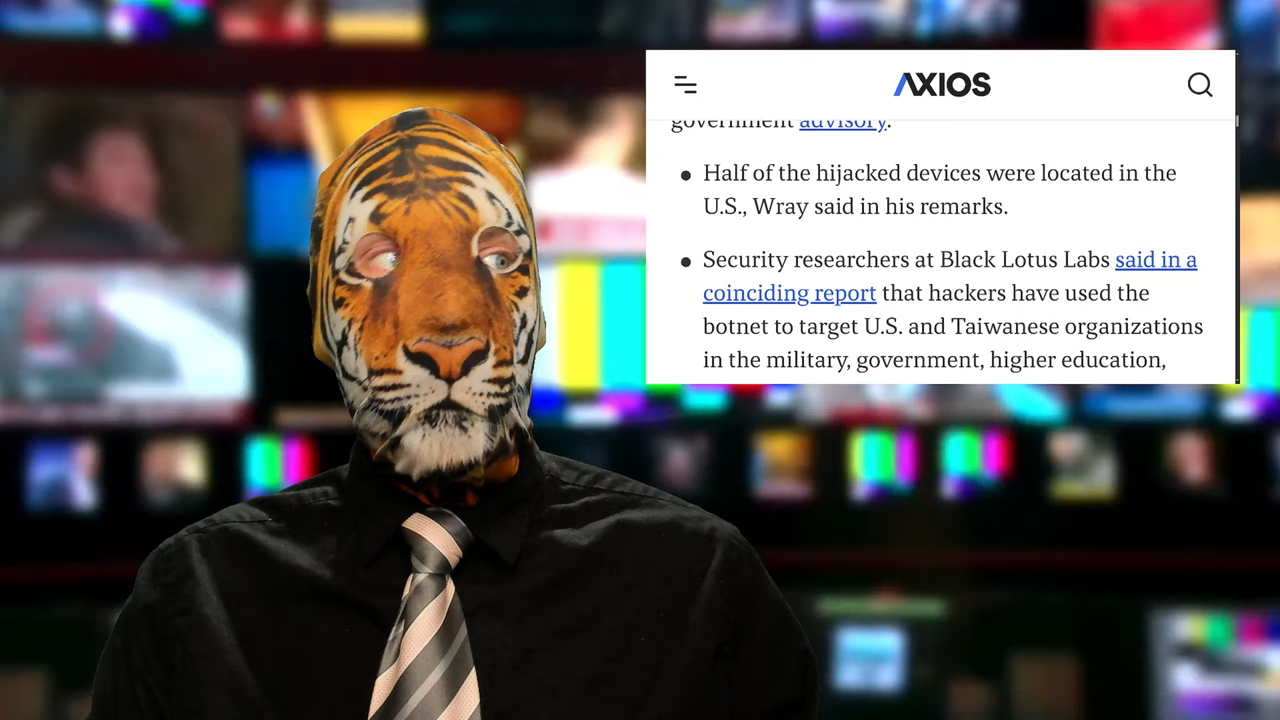 AXIOS
government advisory.
Half of the hijacked devices were located in the
U.S., Wray said in his remarks.
Security researchers at Black Lotus Labs said in a
coinciding report that hackers have used the
botnet to target U.S. and Taiwanese organizations
in the military, government, higher education,